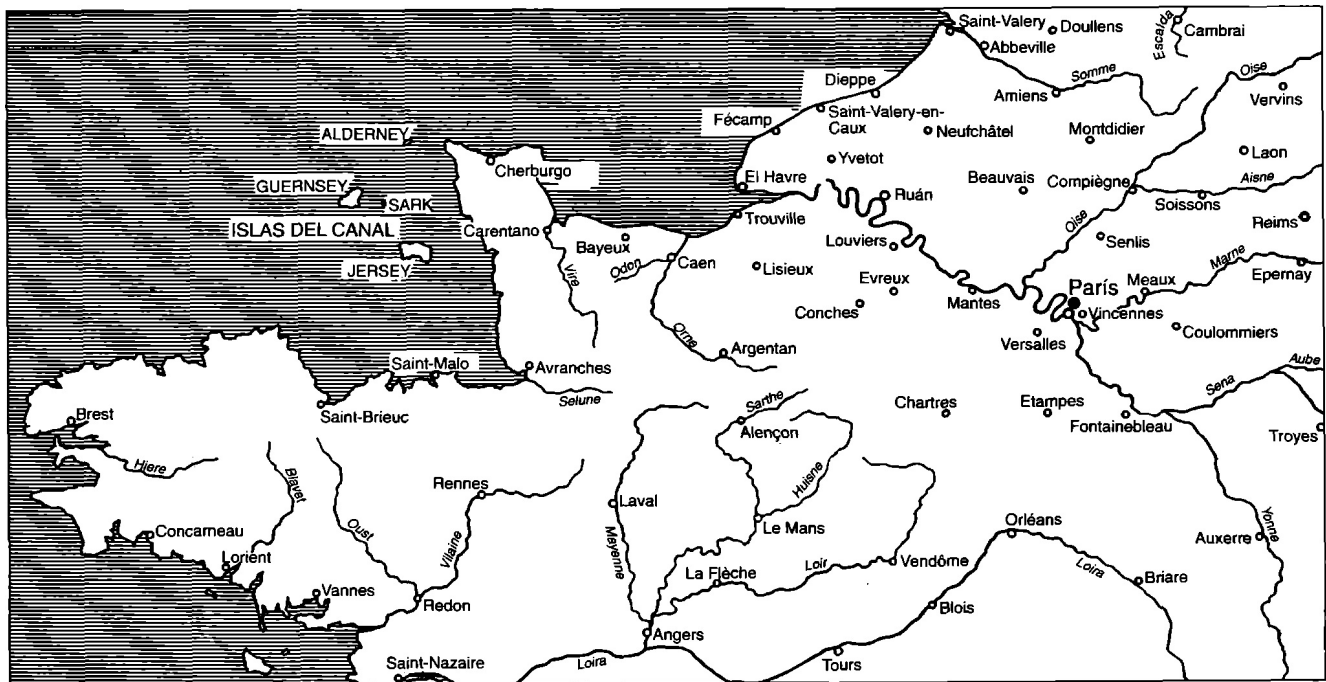 Saint-Valery
Doullens
Escalda
Cambrai
Abbeville
Dieppe
Somme
Oise
Amiens
Vervins
Fécamp
Saint-Valery-en-
Caux
Neufchâtel
Montdidier
ALDERNEY
Cherburgo
Yvetot
Laon
GUERNSEY
El Havre
Ruán
Beauvais
Compiègne
Aisne
SARK
Soissons
Trouville
Reims
ISLAS DEL CANAL
Carentano
Bayeux
Louviers
Oise
Senlis
JERSEY
Vire
Odon
Caen
Lisieux
Evreux
Marne
Epernay
Meaux
París
Conches
Mantes
Vincennes
Orne
Versalles
Coulommiers
Argentan
Saint-Malo
Avranches
Aube
Selune
Sena
Brest
Saint-Brieuc
Sarthe
Chartres
Etampes
Alençon
Fontainebleau
Troyes
Hiere
Blavet
Rennes
Huisne
Laval
Oust
Le Mans
Orléans
Yonne
Concarneau
Vilaine
Mayenne
Auxerre
Lorient
La Flèche
Loir
Vendôme
Loira
Briare
Vannes
Redon
Blois
Angers
Saint-Nazaire
Loira
Tours